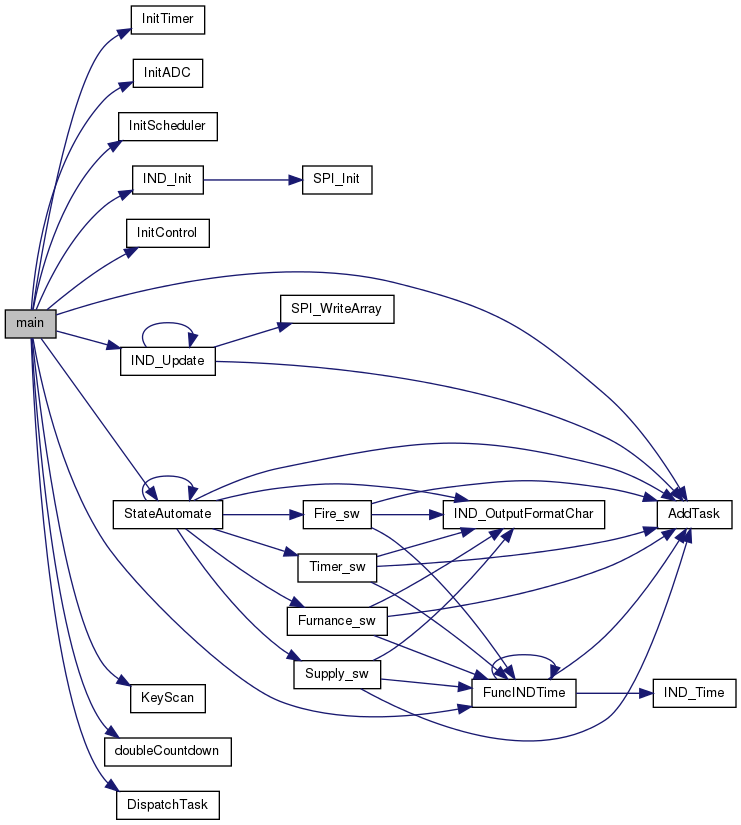 InitTimer
InitADC
InitScheduler
IND_Init
SPI_Init
InitControl
main
SPI_WriteArray
IND_Update
StateAutomate
Fire_sw
IND_OutputFormatChar
AddTask
Timer_sw
Furnance_sw
Supply_sw
KeyScan
FuncINDTime
IND_Time
doubleCountdown
DispatchTask